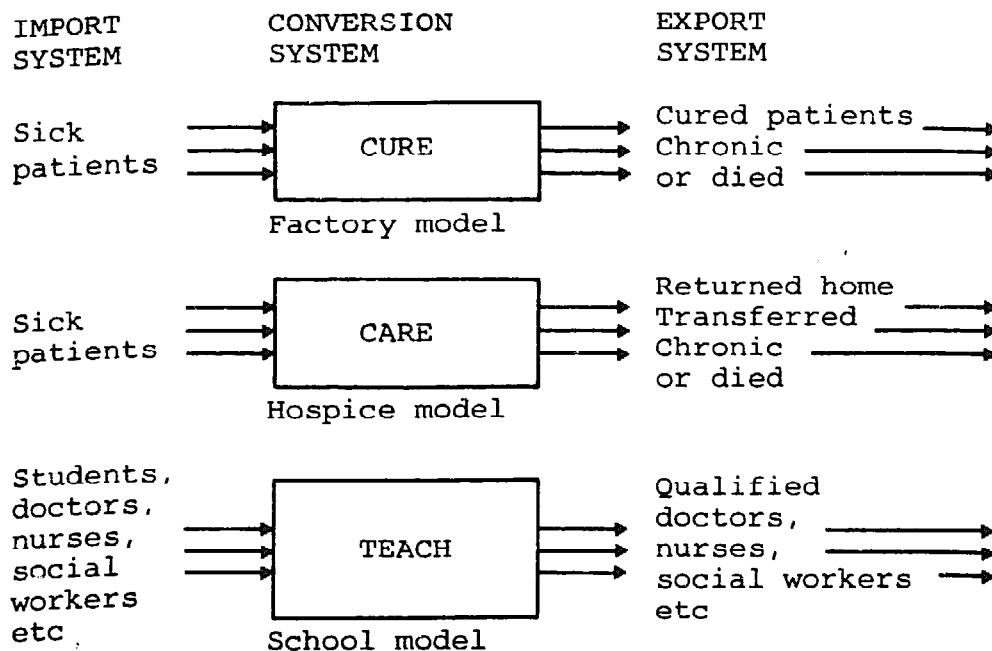 IMPORT
SYSTEM
CONVERSION
SYSTEM
EXPORT
SYSTEM
Sick
patients
CURE
Factory model
Cured patients
Chronic
or died
Sick
patients
CARE
Hospice model
Returned home
Transferred
Chronic
or died
Students,
doctors,
nurses,
social
workers
etc
TEACH
School model
Qualified
doctors,
nurses,
social workers
etc